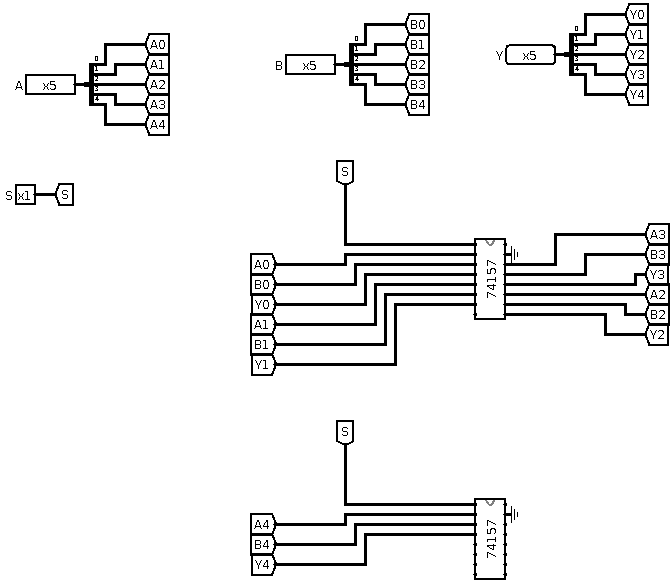 A x5 0 1 2 3 4 A0 A1 A2 A3 A4
B x5 0 1 2 3 4 B0 B1 B2 B3 B4
Y x5 0 1 2 3 4 Y0 Y1 Y2 Y3 Y4
S x1 S
S
A0
B0
Y0
A1
B1
Y1
74157
A3
B3
Y3
A2
B2
Y2
S
A4
B4
Y4
74157